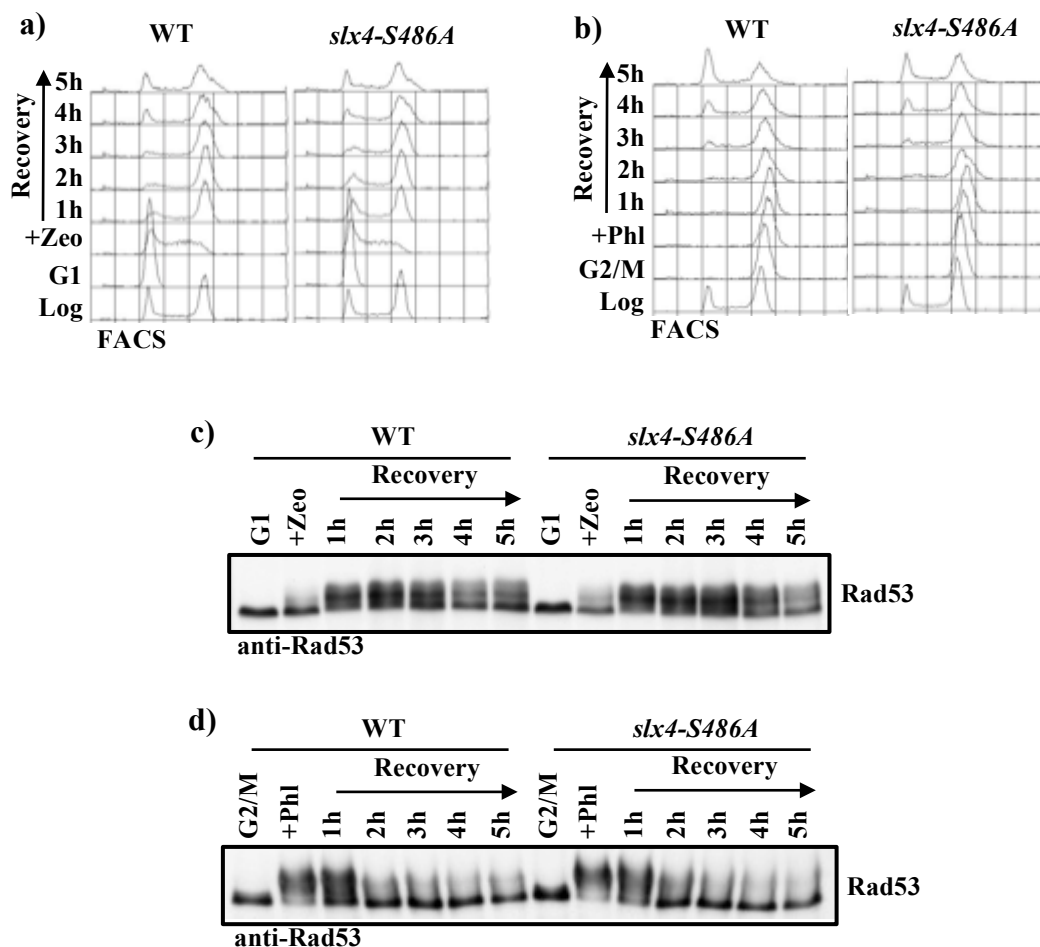 a)
WT
slx4-S486A
Recovery
5h
4h
3h
2h
1h
+Zeo
G1
Log
FACS
b)
WT
slx4-S486A
Recovery
5h
4h
3h
2h
1h
+Phl
G2/M
Log
FACS
c)
WT
slx4-S486A
Recovery
Recovery
G1
+Zeo
1h
2h
3h
4h
5h
G1
+Zeo
1h
2h
3h
4h
5h
Rad53
anti-Rad53
d)
WT
slx4-S486A
Recovery
Recovery
G2/M
+Phl
1h
2h
3h
4h
5h
G2/M
+Phl
1h
2h
3h
4h
5h
Rad53
anti-Rad53